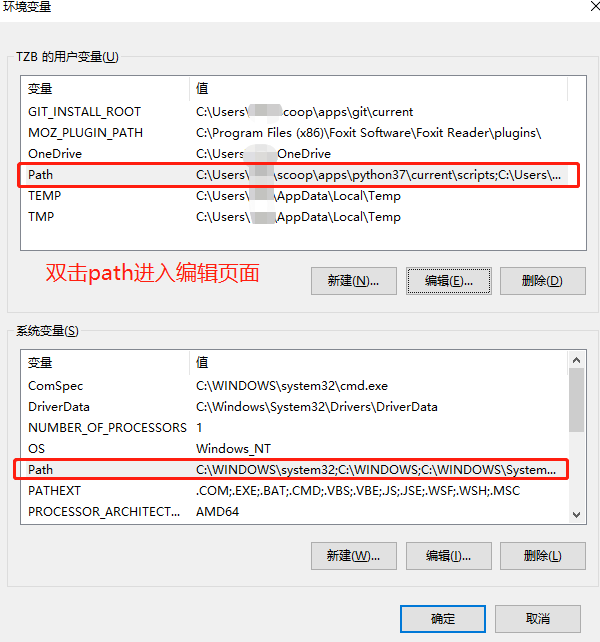 环境变量
TZB 的用户变量(U)
变量 值
GIT_INSTALL_ROOT C:\Users\ coop\apps\git\current
MOZ_PLUGIN_PATH C:\Program Files (x86)\Foxit Software\Foxit Reader\plugins\
OneDrive C:\Users OneDrive
Path C:\Users\ \scoop\apps\python37\current\scripts;C:\Users\...
TEMP C:\Users\ \AppData\Local\Temp
TMP C:\Users\ \AppData\Local\Temp
双击path进入编辑页面
新建(N)... 编辑(E)... 删除(D)
系统变量(S)
变量 值
ComSpec C:\WINDOWS\system32\cmd.exe
DriverData C:\Windows\System32\Drivers\DriverData
NUMBER_OF_PROCESSORS 1
OS Windows_NT
Path C:\WINDOWS\system32;C:\WINDOWS;C:\WINDOWS\System...
PATHEXT .COM;.EXE;.BAT;.CMD;.VBS;.VBE;.JS;.JSE;.WSF;.WSH;.MSC
PROCESSOR_ARCHITECT... AMD64
新建(W)... 编辑(I)... 删除(L)
确定 取消